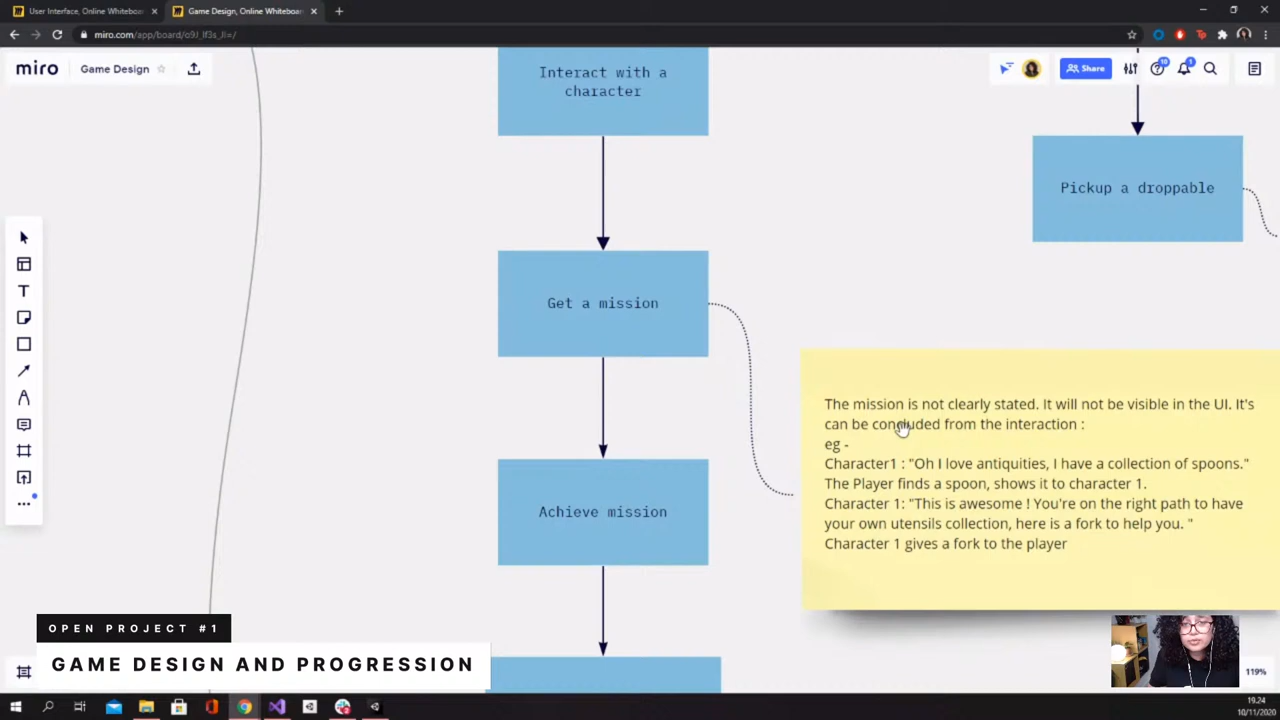 User Interface, Online Whiteboa
Game Design, Online Whiteboar
miro.com/app/board/o9J_lf3s_JI=/
miro
Game Design
Share
10
1
Interact with a
character
Pickup a droppable
Get a mission
The mission is not clearly stated. It will not be visible in the UI. It's
can be concluded from the interaction :
eg -
Character1 : "Oh I love antiquities, I have a collection of spoons."
The Player finds a spoon, shows it to character 1.
Character 1: "This is awesome ! You're on the right path to have
your own utensils collection, here is a fork to help you. "
Character 1 gives a fork to the player
Achieve mission
OPEN PROJECT #1
GAME DESIGN AND PROGRESSION
119%
19.24
10/11/2020